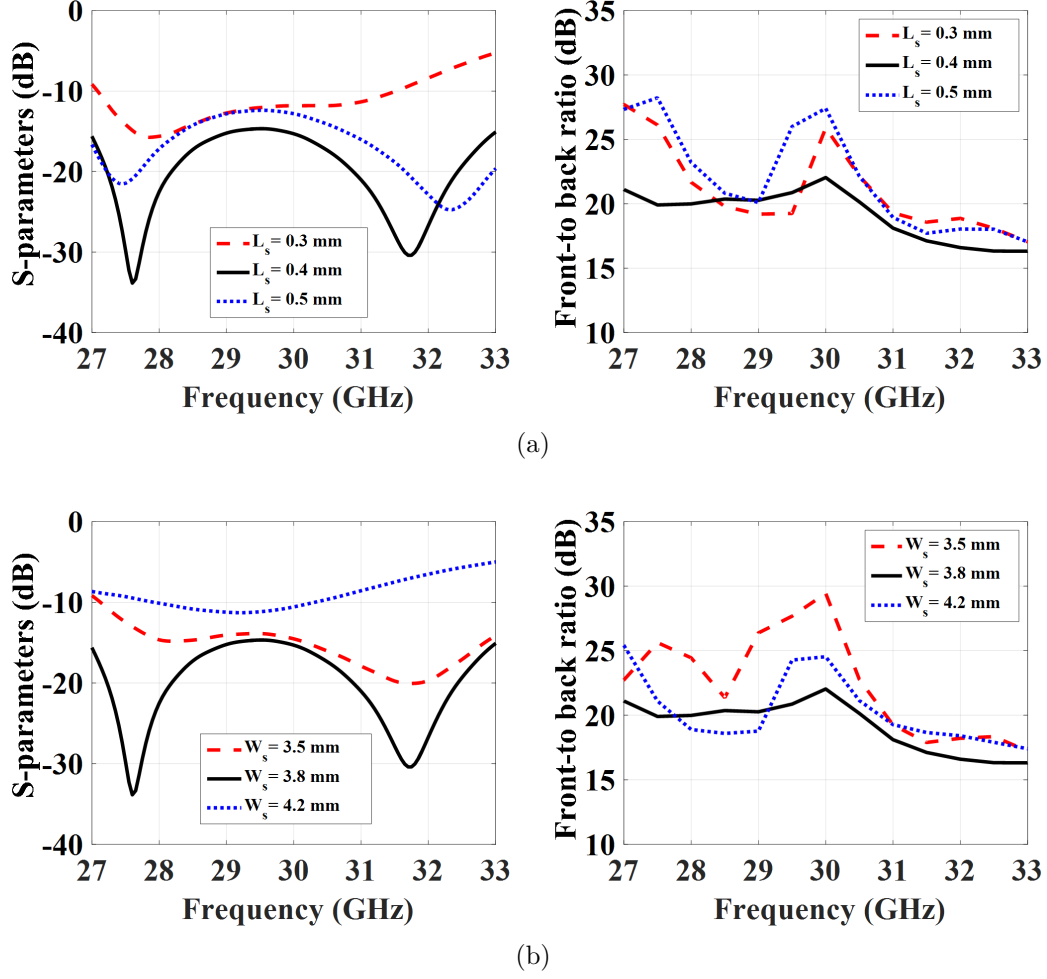 S-parameters (dB)
0
-10
-20
-30
-40
27 28 29 30 31 32 33
Frequency (GHz)
L_s = 0.3 mm
L_s = 0.4 mm
L_s = 0.5 mm
Front-to back ratio (dB)
35
30
25
20
15
10
27 28 29 30 31 32 33
Frequency (GHz)
L_s = 0.3 mm
L_s = 0.4 mm
L_s = 0.5 mm
(a)
S-parameters (dB)
0
-10
-20
-30
-40
27 28 29 30 31 32 33
Frequency (GHz)
W_s = 3.5 mm
W_s = 3.8 mm
W_s = 4.2 mm
Front-to back ratio (dB)
35
30
25
20
15
10
27 28 29 30 31 32 33
Frequency (GHz)
W_s = 3.5 mm
W_s = 3.8 mm
W_s = 4.2 mm
(b)